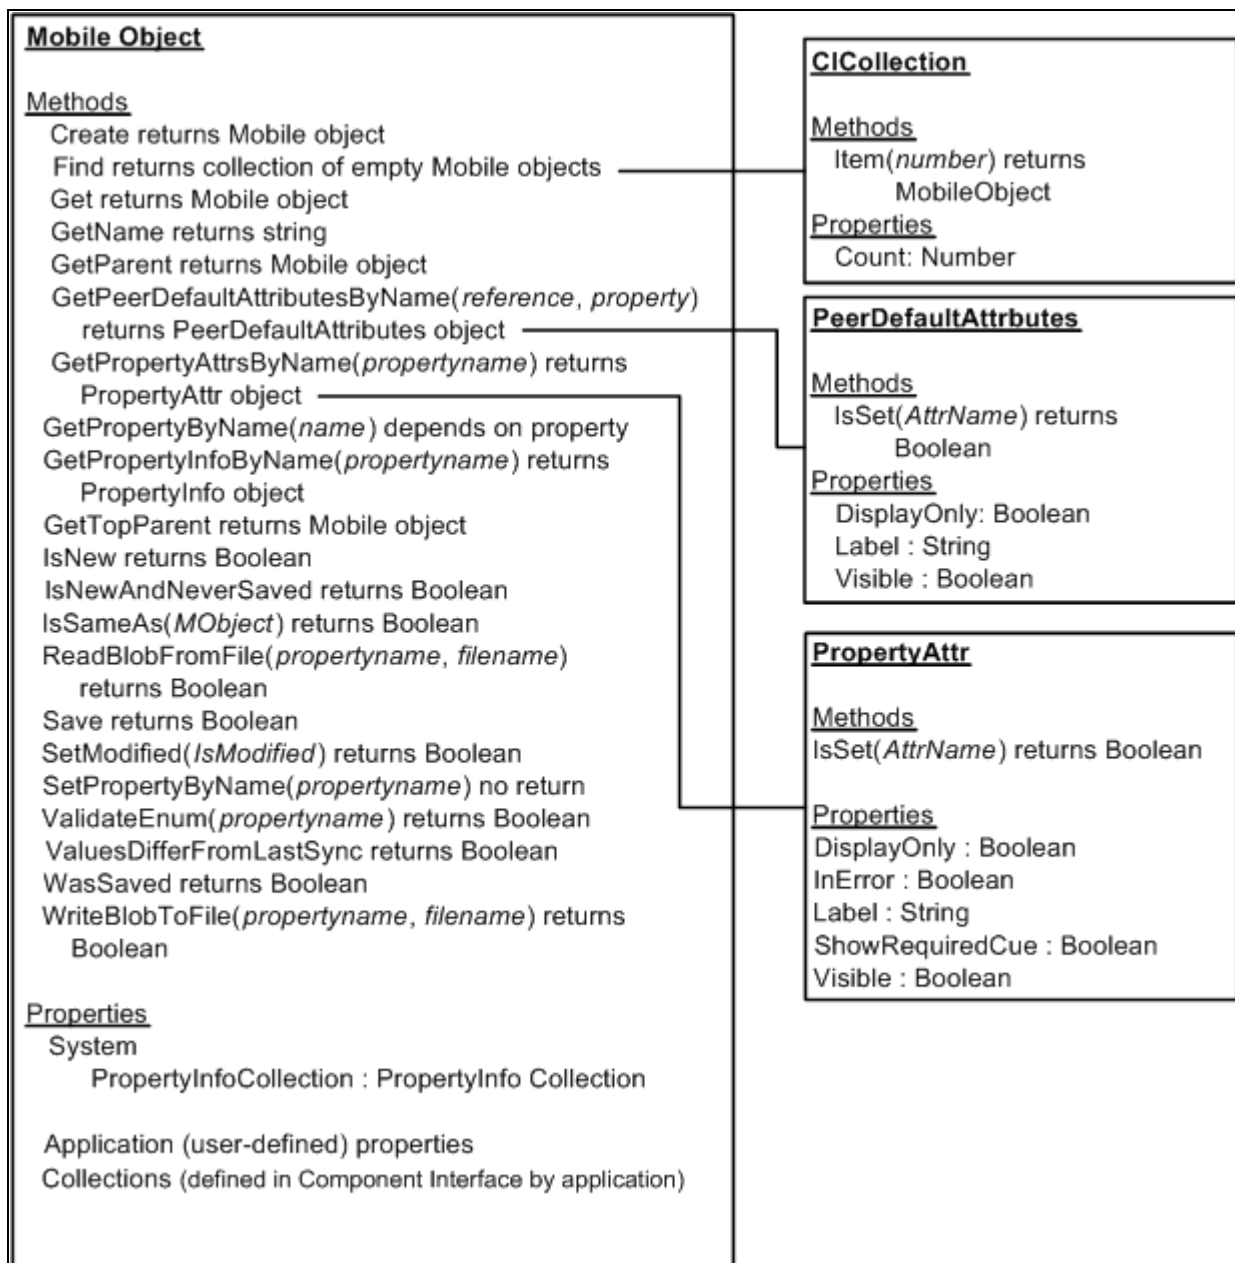 Mobile Object
Methods
Create returns Mobile object
Find returns collection of empty Mobile objects
Get returns Mobile object
GetName returns string
GetParent returns Mobile object
GetPeerDefaultAttributesByName(reference, property)
returns PeerDefaultAttributes object
GetPropertyAttrsByName(propertyname) returns
PropertyAttr object
GetPropertyByName(name) depends on property
GetPropertyInfoByName(propertyname) returns
PropertyInfo object
GetTopParent returns Mobile object
IsNew returns Boolean
IsNewAndNeverSaved returns Boolean
IsSameAs(MObject) returns Boolean
ReadBlobFromFile(propertyname, filename)
returns Boolean
Save returns Boolean
SetModified(IsModified) returns Boolean
SetPropertyByName(propertyname) no return
ValidateEnum(propertyname) returns Boolean
ValuesDifferFromLastSync returns Boolean
WasSaved returns Boolean
WriteBlobToFile(propertyname, filename) returns
Boolean
Properties
System
PropertyInfoCollection : PropertyInfo Collection
Application (user-defined) properties
Collections (defined in Component Interface by application)
CICollection
Methods
Item(number) returns
MobileObject
Properties
Count: Number
PeerDefaultAttrbutes
Methods
IsSet(AttrName) returns
Boolean
Properties
DisplayOnly: Boolean
Label : String
Visible : Boolean
PropertyAttr
Methods
IsSet(AttrName) returns Boolean
Properties
DisplayOnly : Boolean
InError : Boolean
Label : String
ShowRequiredCue : Boolean
Visible : Boolean